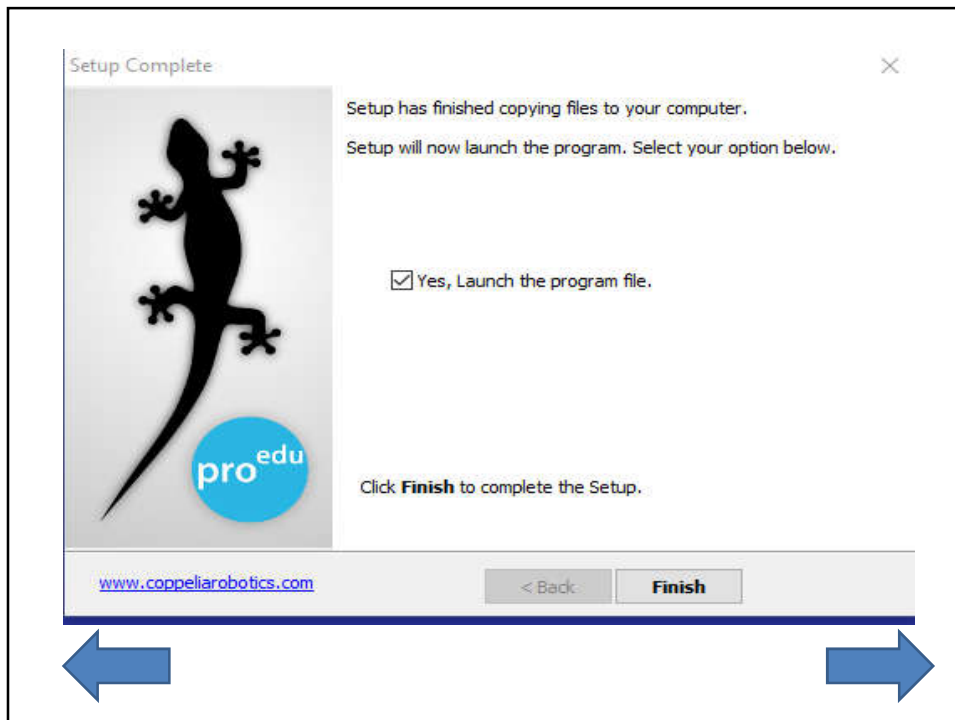 Setup Complete
Setup has finished copying files to your computer.
Setup will now launch the program. Select your option below.
Yes, Launch the program file.
pro edu
Click Finish to complete the Setup.
www.coppeliarobotics.com
< Back
Finish